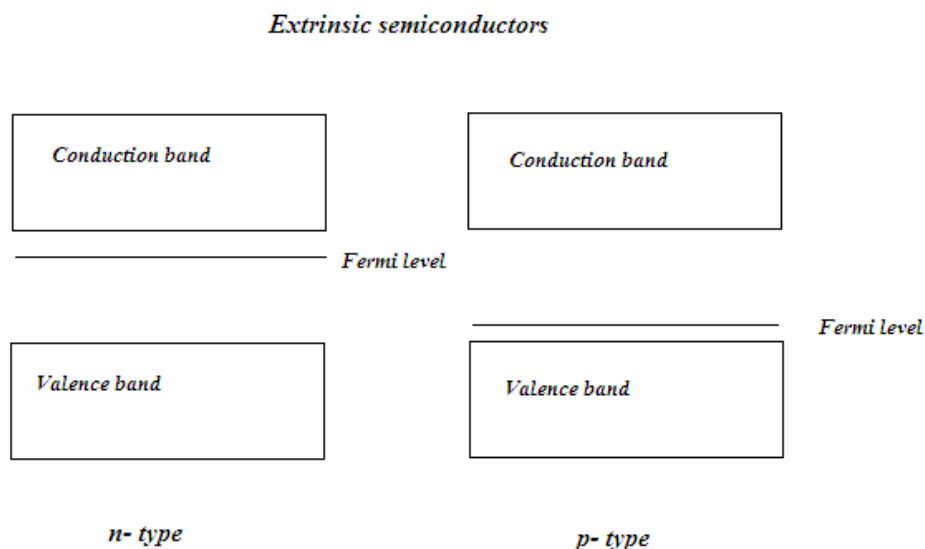 Extrinsic semiconductors
Conduction band
Conduction band
Fermi level
Fermi level
Valence band
Valence band
n- type
p- type